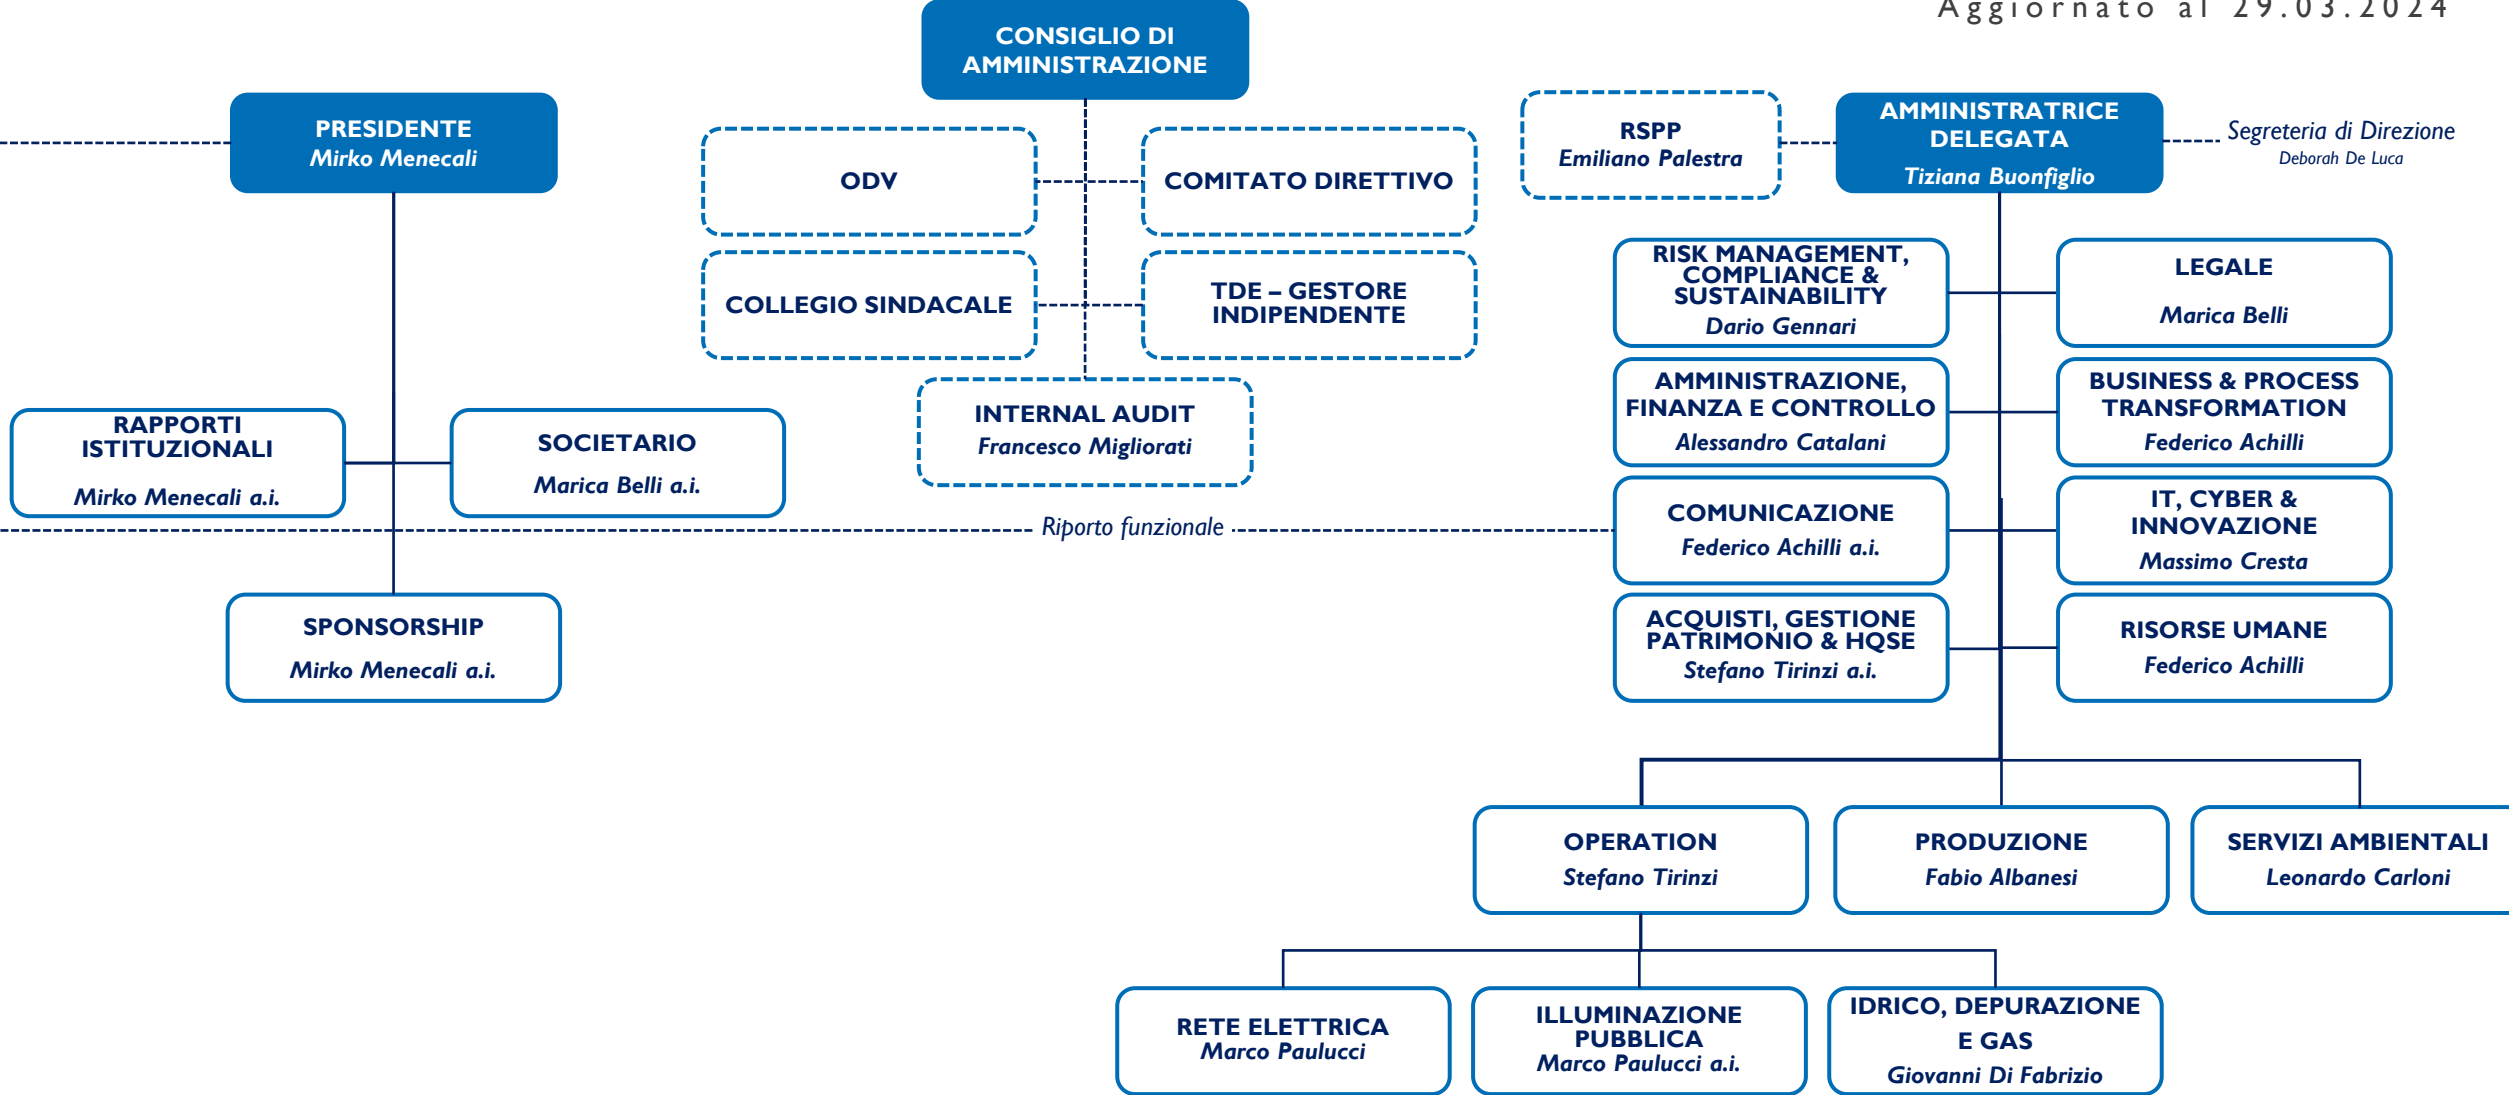 Aggiornato al 29.03.2024
CONSIGLIO DI
AMMINISTRAZIONE
PRESIDENTE
Mirko Menecali
RSPP
Emiliano Palestra
AMMINISTRATRICE
DELEGATA
Tiziana Buonfiglio
Segreteria di Direzione
Deborah De Luca
ODV
COMITATO DIRETTIVO
COLLEGIO SINDACALE
TDE – GESTORE
INDIPENDENTE
INTERNAL AUDIT
Francesco Migliorati
RAPPORTI
ISTITUZIONALI
Mirko Menecali a.i.
SOCIETARIO
Marica Belli a.i.
Riporto funzionale
SPONSORSHIP
Mirko Menecali a.i.
RISK MANAGEMENT,
COMPLIANCE &
SUSTAINABILITY
Dario Gennari
LEGALE
Marica Belli
AMMINISTRAZIONE,
FINANZA E CONTROLLO
Alessandro Catalani
BUSINESS & PROCESS
TRANSFORMATION
Federico Achilli
COMUNICAZIONE
Federico Achilli a.i.
IT, CYBER &
INNOVAZIONE
Massimo Cresta
ACQUISTI, GESTIONE
PATRIMONIO & HQSE
Stefano Tirinzi a.i.
RISORSE UMANE
Federico Achilli
OPERATION
Stefano Tirinzi
PRODUZIONE
Fabio Albanesi
SERVIZI AMBIENTALI
Leonardo Carloni
RETE ELETTRICA
Marco Paulucci
ILLUMINAZIONE
PUBBLICA
Marco Paulucci a.i.
IDRICO, DEPURAZIONE
E GAS
Giovanni Di Fabrizio